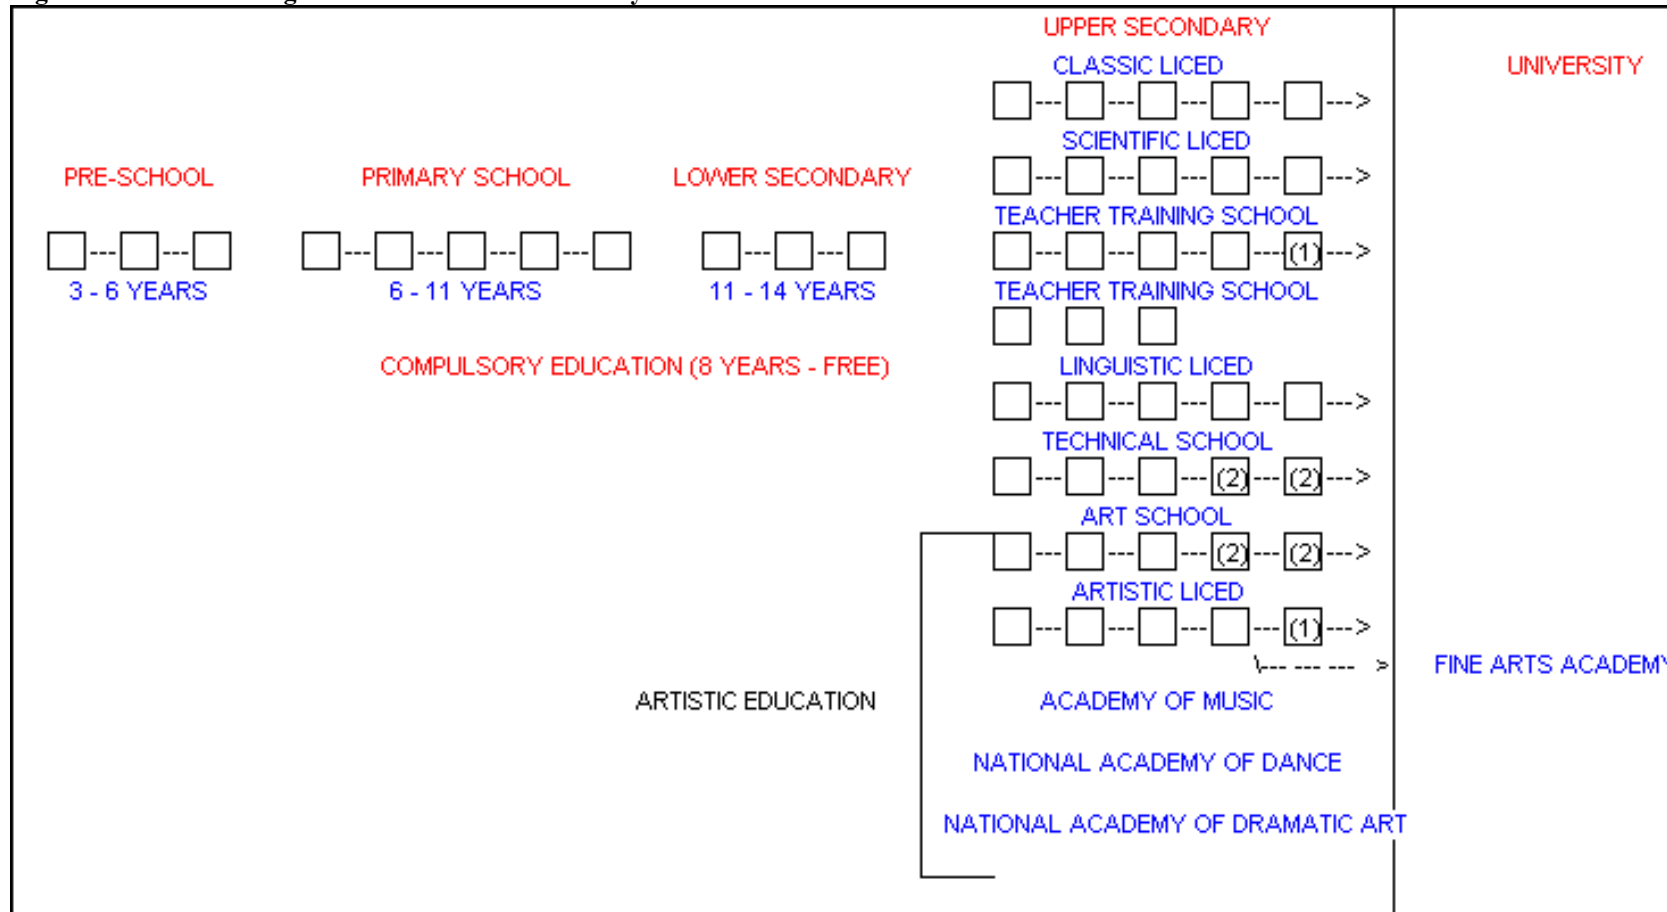 UPPER SECONDARY
CLASSIC LICED
UNIVERSITY
--- --- --- --- --->
SCIENTIFIC LICED
PRE-SCHOOL PRIMARY SCHOOL LOWER SECONDARY
--- --- --- --- --->
TEACHER TRAINING SCHOOL
--- --- --- --- --- --- --- --- --- --- --- ---(1)--->
3 - 6 YEARS 6 - 11 YEARS 11 - 14 YEARS
TEACHER TRAINING SCHOOL
COMPULSORY EDUCATION (8 YEARS - FREE)
LINGUISTIC LICED
--- --- --- --- --->
TECHNICAL SCHOOL
--- --- ---(2)---(2)--->
ART SCHOOL
--- --- ---(2)---(2)--->
ARTISTIC LICED
--- --- --- ---(1)--->
\--- --- --- >
FINE ARTS ACADEMY
ARTISTIC EDUCATION
ACADEMY OF MUSIC
NATIONAL ACADEMY OF DANCE
NATIONAL ACADEMY OF DRAMATIC ART